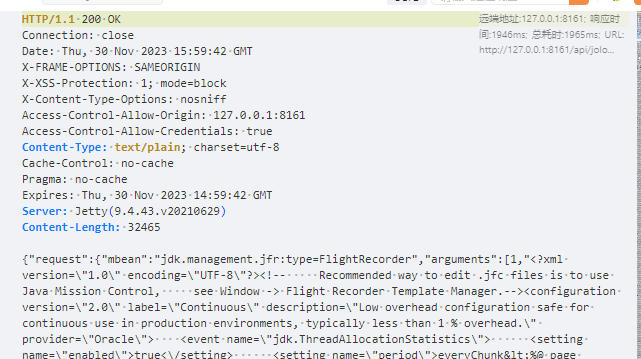 HTTP/1.1 200 OK
远端地址:127.0.0.1:8161; 响应时
间:1946ms; 总耗时:1965ms; URL:
http://127.0.0.1:8161/api/jolo...
Connection: close
Date: Thu, 30 Nov 2023 15:59:42 GMT
X-FRAME-OPTIONS: SAMEORIGIN
X-XSS-Protection: 1; mode=block
X-Content-Type-Options: nosniff
Access-Control-Allow-Origin: 127.0.0.1:8161
Access-Control-Allow-Credentials: true
Content-Type: text/plain; charset=utf-8
Cache-Control: no-cache
Pragma: no-cache
Expires: Thu, 30 Nov 2023 14:59:42 GMT
Server: Jetty(9.4.43.v20210629)
Content-Length: 32465
{"request":{"mbean":"jdk.management.jfr:type=FlightRecorder","arguments":[1,"<?xml
version=\"1.0\" encoding=\"UTF-8\"?><!--     Recommended way to edit .jfc files is to use
Java Mission Control,     see Window -> Flight Recorder Template Manager.--><configuration
version=\"2.0\" label=\"Continuous\" description=\"Low overhead configuration safe for
continuous use in production environments, typically less than 1 % overhead.\"
provider=\"Oracle\">    <event name=\"jdk.ThreadAllocationStatistics\">      <setting
name=\"enabled\">true<\/setting>      <setting name=\"period\">everyChunk&lt;%@ page